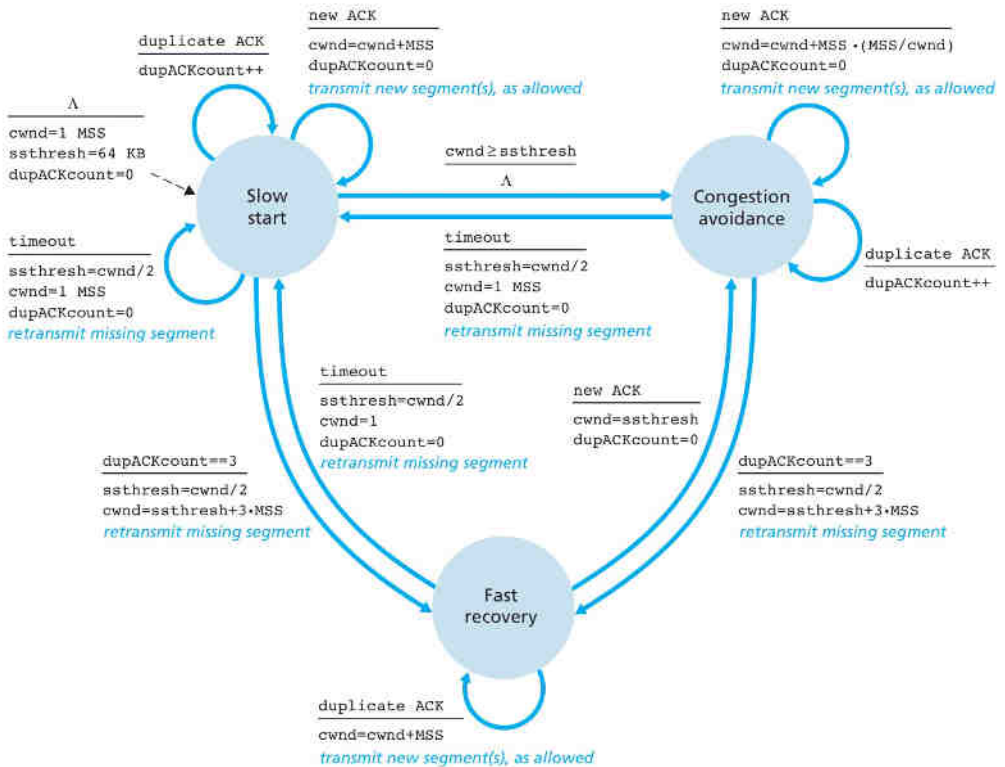 new ACK
cwnd=cwnd+MSS
dupACKcount=0
transmit new segment(s), as allowed
new ACK
cwnd=cwnd+MSS •(MSS/cwnd)
dupACKcount=0
transmit new segment(s), as allowed
duplicate ACK
dupACKcount++
Λ
cwnd=1 MSS
ssthresh=64 KB
dupACKcount=0
cwnd≥ssthresh
Λ
Slow
start
Congestion
avoidance
timeout
ssthresh=cwnd/2
cwnd=1 MSS
dupACKcount=0
retransmit missing segment
timeout
ssthresh=cwnd/2
cwnd=1 MSS
dupACKcount=0
retransmit missing segment
duplicate ACK
dupACKcount++
timeout
ssthresh=cwnd/2
cwnd=1
dupACKcount=0
retransmit missing segment
new ACK
cwnd=ssthresh
dupACKcount=0
dupACKcount==3
ssthresh=cwnd/2
cwnd=ssthresh+3•MSS
retransmit missing segment
dupACKcount==3
ssthresh=cwnd/2
cwnd=ssthresh+3•MSS
retransmit missing segment
Fast
recovery
duplicate ACK
cwnd=cwnd+MSS
transmit new segment(s), as allowed